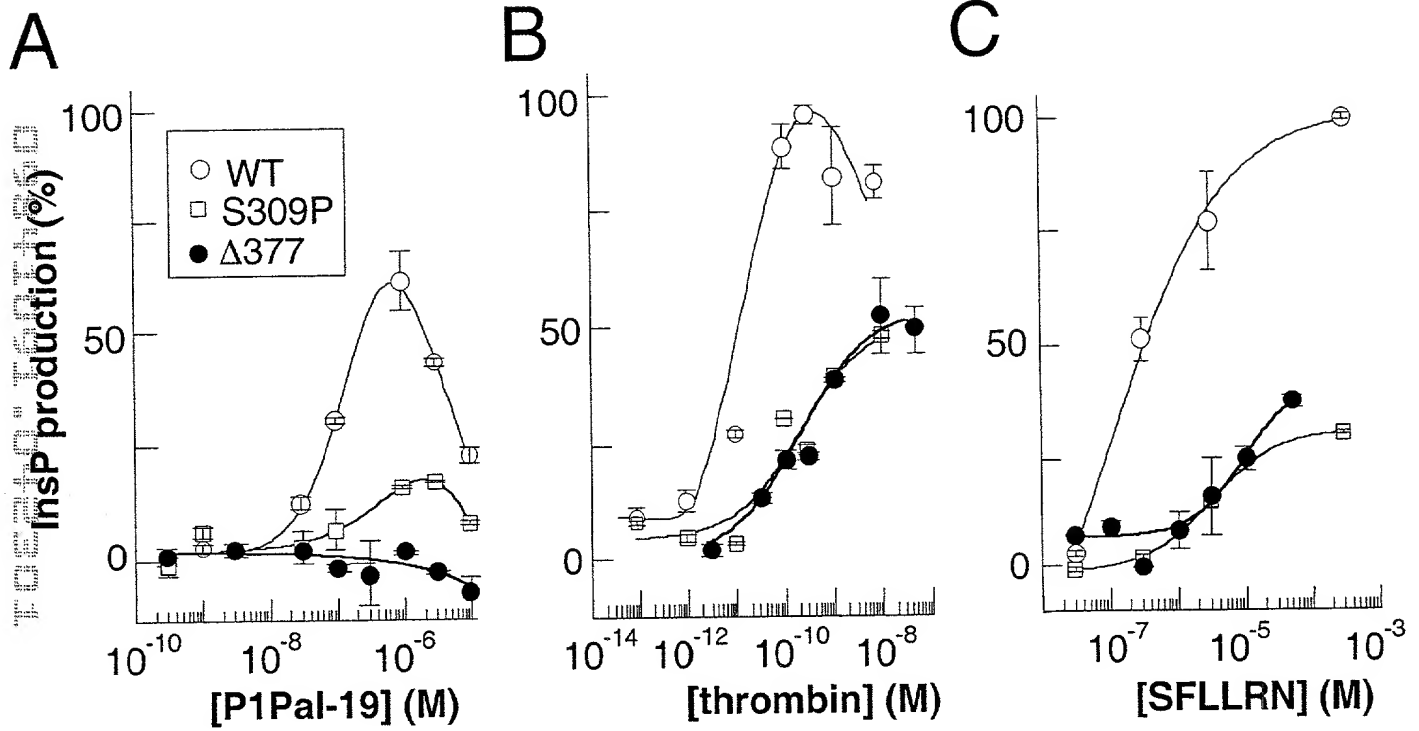 A
B
C
100
50
0
InsP production (%)
WT
S309P
Δ377
10⁻¹⁰
10⁻⁸
10⁻⁶
[P1Pal-19] (M)
100
50
0
10⁻¹⁴
10⁻¹²
10⁻¹⁰
10⁻⁸
[thrombin] (M)
100
50
0
10⁻⁷
10⁻⁵
10⁻³
[SFLLRN] (M)